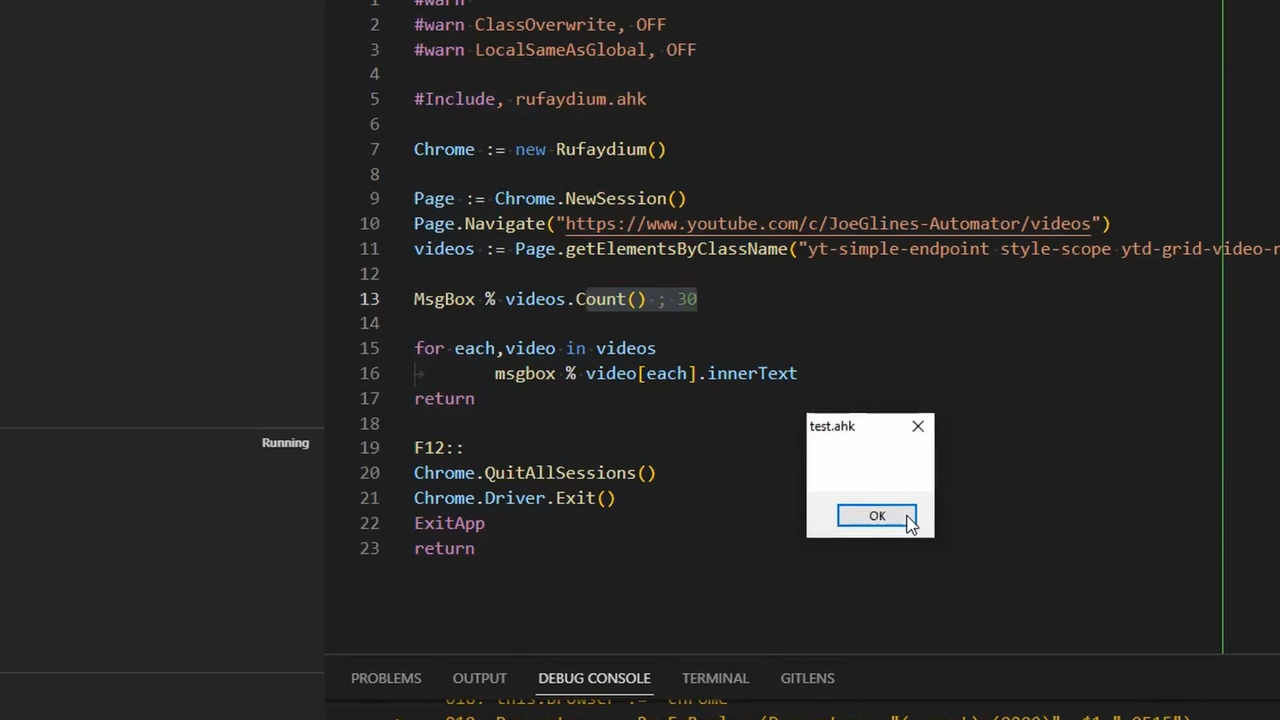 1 #warn
2 #warn ClassOverwrite, OFF
3 #warn LocalSameAsGlobal, OFF
4
5 #Include, rufaydium.ahk
6
7 Chrome := new Rufaydium()
8
9 Page := Chrome.NewSession()
10 Page.Navigate("https://www.youtube.com/c/JoeGlines-Automator/videos")
11 videos := Page.getElementsByClassName("yt-simple-endpoint style-scope ytd-grid-video-r
12
13 MsgBox % videos.Count() ; 30
14
15 for each,video in videos
16 msgbox % video[each].innerText
17 return
18
19 F12::
20 Chrome.QuitAllSessions()
21 Chrome.Driver.Exit()
22 ExitApp
23 return
Running
test.ahk
OK
PROBLEMS OUTPUT DEBUG CONSOLE TERMINAL GITLENS